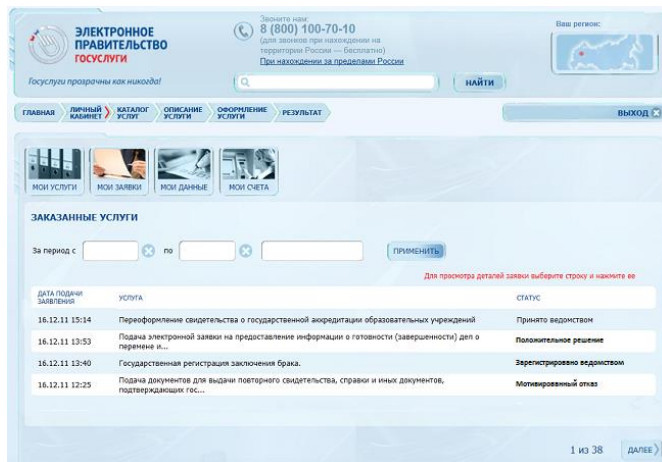 ЭЛЕКТРОННОЕ
ПРАВИТЕЛЬСТВО
ГОСУСЛУГИ
Госуслуги прозрачны как никогда!
Звоните нам:
8 (800) 100-70-10
(для звонков при нахождении на
территории России — бесплатно)
При нахождении за пределами России
Ваш регион:
НАЙТИ
ГЛАВНАЯ
ЛИЧНЫЙ
КАБИНЕТ
КАТАЛОГ
УСЛУГ
ОПИСАНИЕ
УСЛУГИ
ОФОРМЛЕНИЕ
УСЛУГИ
РЕЗУЛЬТАТ
ВЫХОД
МОИ УСЛУГИ
МОИ ЗАЯВКИ
МОИ ДАННЫЕ
МОИ СЧЕТА
ЗАКАЗАННЫЕ УСЛУГИ
За период с
по
ПРИМЕНИТЬ
Для просмотра деталей заявки выберите строку и нажмите ее
ДАТА ПОДАЧИ
ЗАЯВЛЕНИЯ
УСЛУГА
СТАТУС
16.12.11 15:14 Переоформление свидетельства о государственной аккредитации образовательных учреждений Принято ведомством
16.12.11 13:53 Подача электронной заявки на предоставление информации о готовности (завершенности) дел о
перемене и... Положительное решение
16.12.11 13:40 Государственная регистрация заключения брака. Зарегистрировано ведомством
16.12.11 12:25 Подача документов для выдачи повторного свидетельства, справки и иных документов,
подтверждающих гос... Мотивированный отказ
1 из 38
ДАЛЕЕ